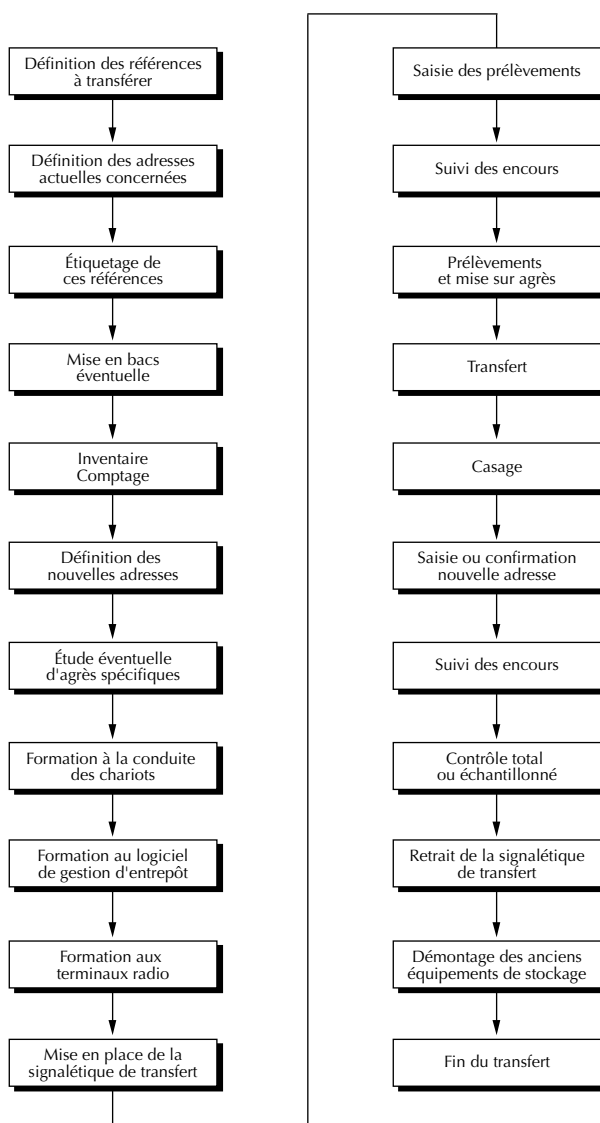 Définition des références
à transférer
Définition des adresses
actuelles concernées
Étiquetage de
ces références
Mise en bacs
éventuelle
Inventaire
Comptage
Définition des
nouvelles adresses
Étude éventuelle
d'agrès spécifiques
Formation à la conduite
des chariots
Formation au logiciel
de gestion d'entrepôt
Formation aux
terminaux radio
Mise en place de la
signalétique de transfert
Saisie des prélèvements
Suivi des encours
Prélèvements
et mise sur agrès
Transfert
Casage
Saisie ou confirmation
nouvelle adresse
Suivi des encours
Contrôle total
ou échantillonné
Retrait de la signalétique
de transfert
Démontage des anciens
équipements de stockage
Fin du transfert